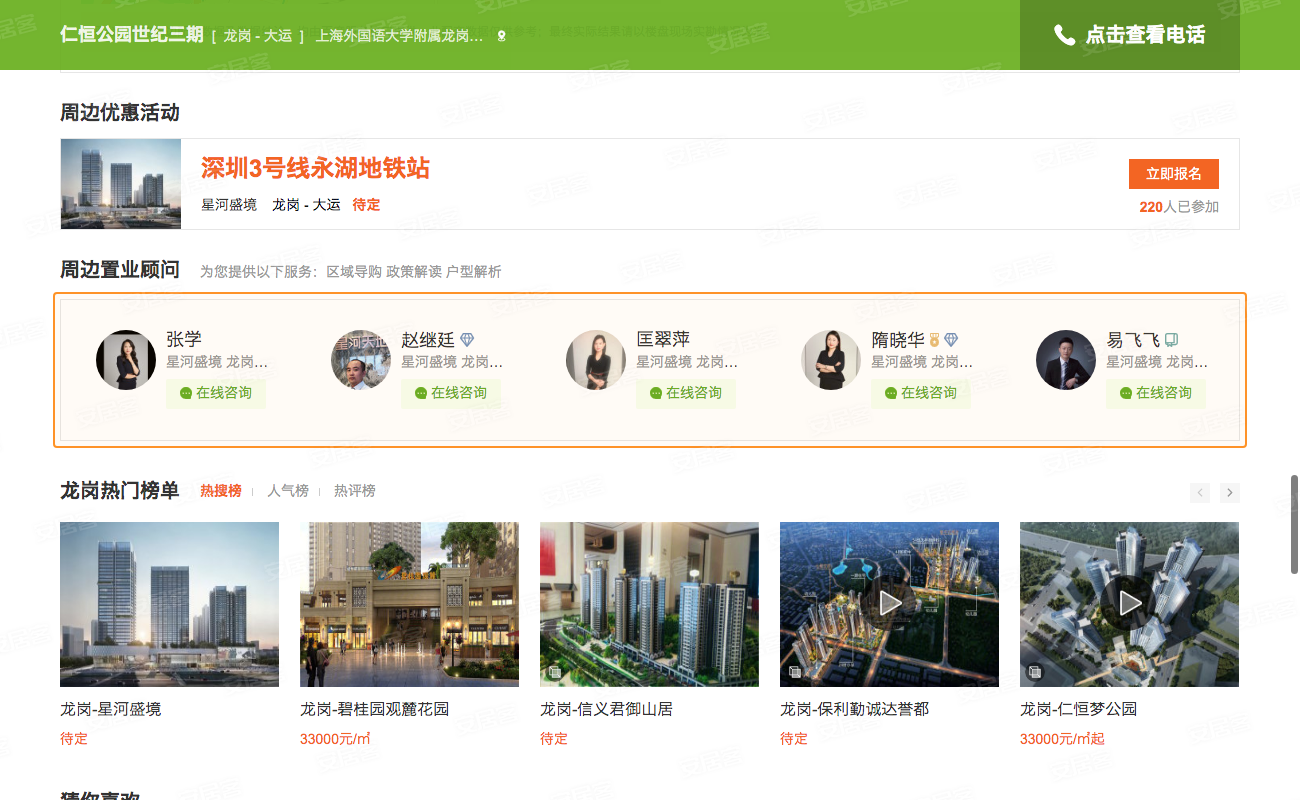 仁恒公园世纪三期 [ 龙岗 - 大运 ] 上海外国语大学附属龙岗...
点击查看电话
周边优惠活动
深圳3号线永湖地铁站
星河盛境 龙岗 - 大运 待定
立即报名
220人已参加
周边置业顾问 为您提供以下服务：区域导购 政策解读 户型解析
张学
星河盛境 龙岗...
在线咨询
赵继廷
星河盛境 龙岗...
在线咨询
匡翠萍
星河盛境 龙岗...
在线咨询
隋晓华
星河盛境 龙岗...
在线咨询
易飞飞
星河盛境 龙岗...
在线咨询
龙岗热门榜单 热搜榜 人气榜 热评榜
龙岗-星河盛境
待定
龙岗-碧桂园观麓花园
33000元/㎡
龙岗-信义君御山居
待定
龙岗-保利勤诚达誉都
待定
龙岗-仁恒梦公园
33000元/㎡起
猜你喜欢
安居客